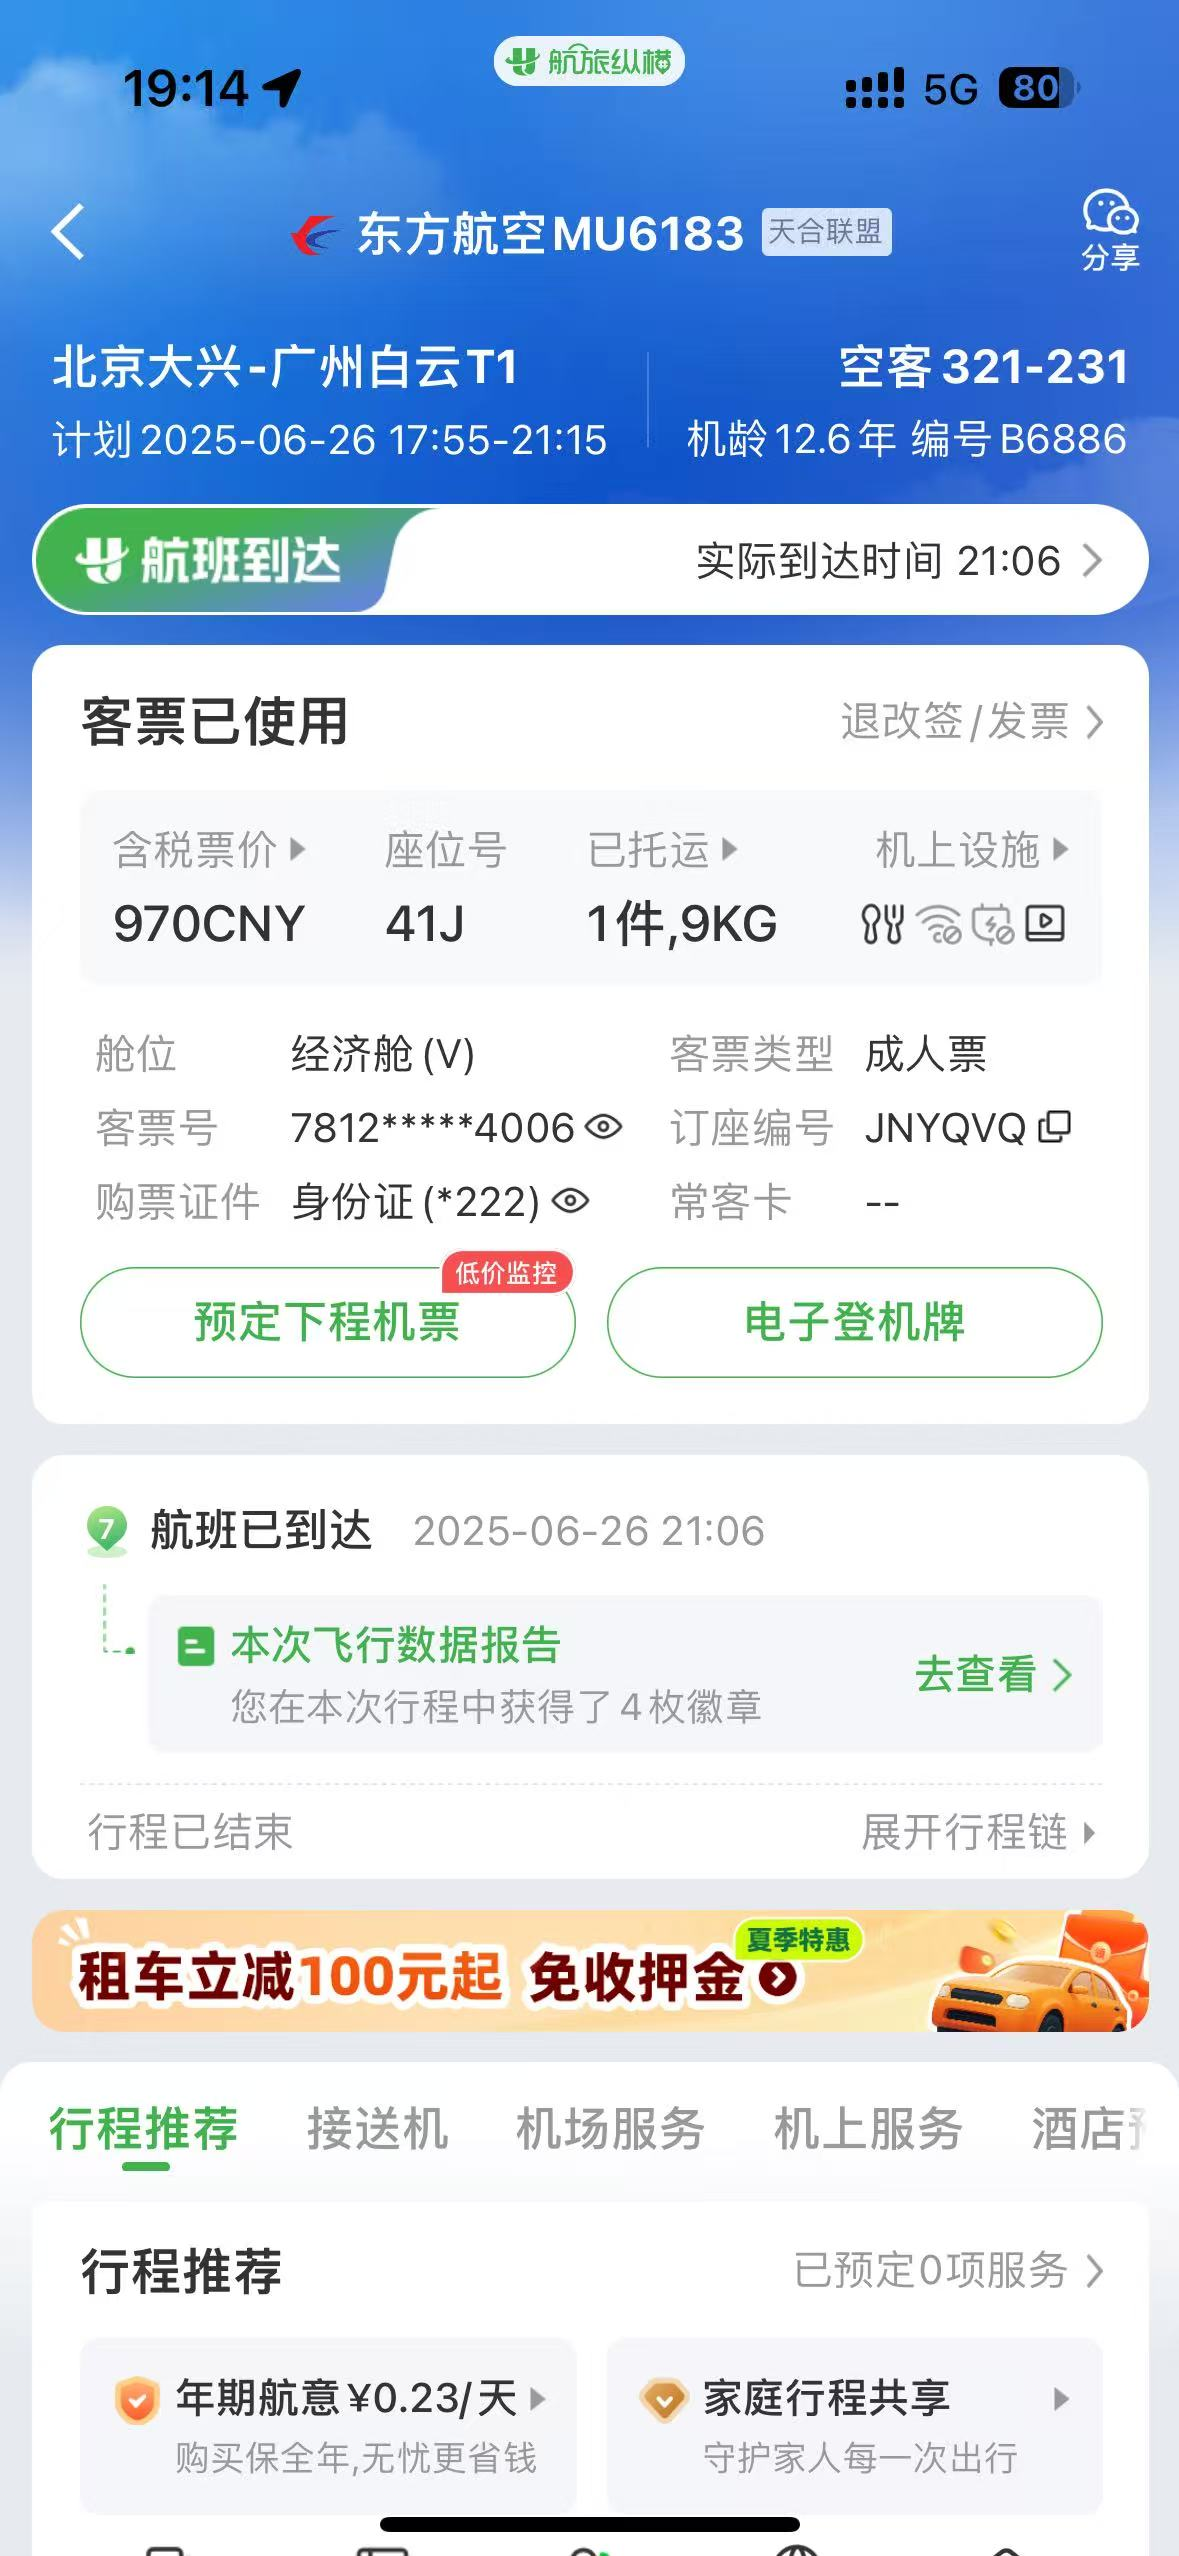 19:14
航旅纵横
5G
80
东方航空MU6183
天合联盟
分享
北京大兴-广州白云T1
空客321-231
计划2025-06-26 17:55-21:15
机龄12.6年 编号B6886
航班到达
实际到达时间 21:06
客票已使用
退改签/发票
含税票价
座位号
已托运
机上设施
970CNY
41J
1件,9KG
舱位
经济舱(V)
客票类型
成人票
客票号
7812*****4006
订座编号
JNYQVQ
购票证件
身份证(*222)
常客卡
--
低价监控
预定下程机票
电子登机牌
7
航班已到达
2025-06-26 21:06
本次飞行数据报告
您在本次行程中获得了4枚徽章
去查看
行程已结束
展开行程链
夏季特惠
租车立减100元起 免收押金
行程推荐
接送机
机场服务
机上服务
酒店
行程推荐
已预定0项服务
年期航意¥0.23/天
购买保全年,无忧更省钱
家庭行程共享
守护家人每一次出行